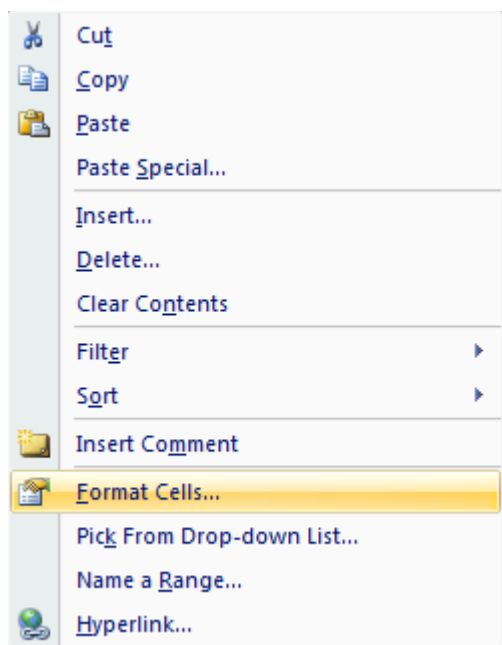 Cut
Copy
Paste
Paste Special...
Insert...
Delete...
Clear Contents
Filter
Sort
Insert Comment
Format Cells...
Pick From Drop-down List...
Name a Range...
Hyperlink...